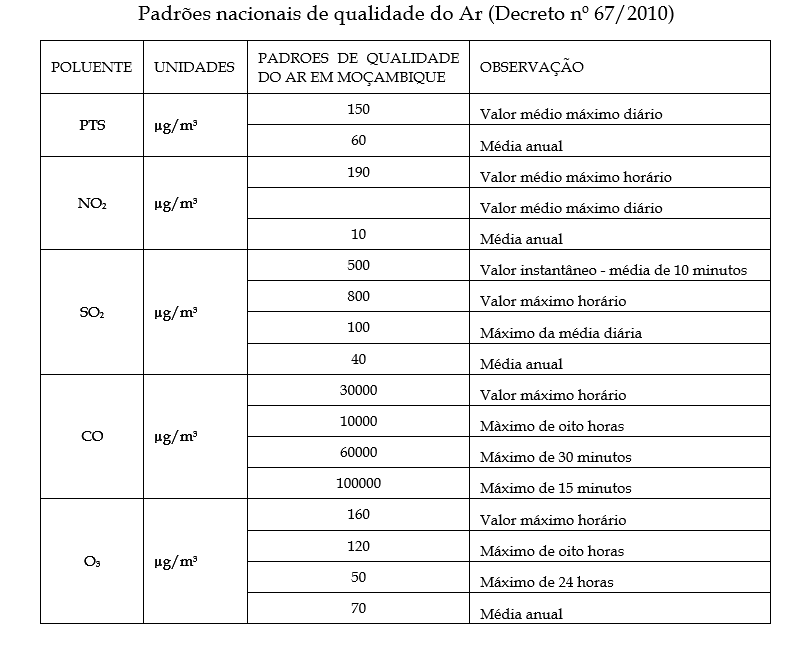 Padrões nacionais de qualidade do Ar (Decreto nº 67/2010)
POLUENTE UNIDADES PADROES DE QUALIDADE DO AR EM MOÇAMBIQUE OBSERVAÇÃO
PTS µg/m³ 150 Valor médio máximo diário
60 Média anual
NO₂ µg/m³ 190 Valor médio máximo horário
Valor médio máximo diário
10 Média anual
SO₂ µg/m³ 500 Valor instantâneo - média de 10 minutos
800 Valor máximo horário
100 Máximo da média diária
40 Média anual
CO µg/m³ 30000 Valor máximo horário
10000 Màximo de oito horas
60000 Máximo de 30 minutos
100000 Máximo de 15 minutos
O₃ µg/m³ 160 Valor máximo horário
120 Máximo de oito horas
50 Máximo de 24 horas
70 Média anual